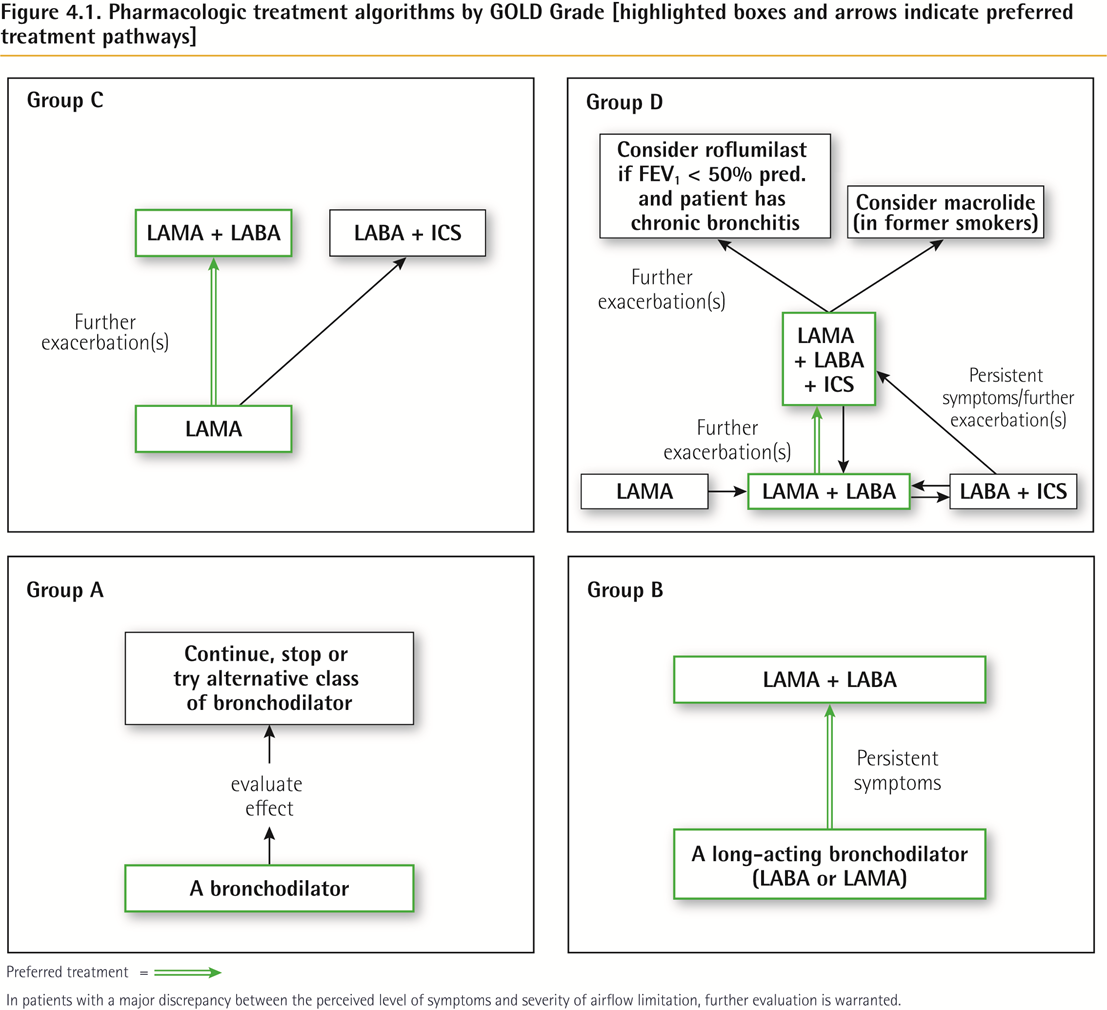 Figure 4.1. Pharmacologic treatment algorithms by GOLD Grade [highlighted boxes and arrows indicate preferred
treatment pathways]
Group C
LAMA + LABA
LABA + ICS
Further
exacerbation(s)
LAMA
Group D
Consider roflumilast
if FEV₁ < 50% pred.
and patient has
chronic bronchitis
Consider macrolide
(in former smokers)
Further
exacerbation(s)
LAMA
+ LABA
+ ICS
Persistent
symptoms/further
exacerbation(s)
Further
exacerbation(s)
LAMA
LAMA + LABA
LABA + ICS
Group A
Continue, stop or
try alternative class
of bronchodilator
evaluate
effect
A bronchodilator
Group B
LAMA + LABA
Persistent
symptoms
A long-acting bronchodilator
(LABA or LAMA)
Preferred treatment =
In patients with a major discrepancy between the perceived level of symptoms and severity of airflow limitation, further evaluation is warranted.